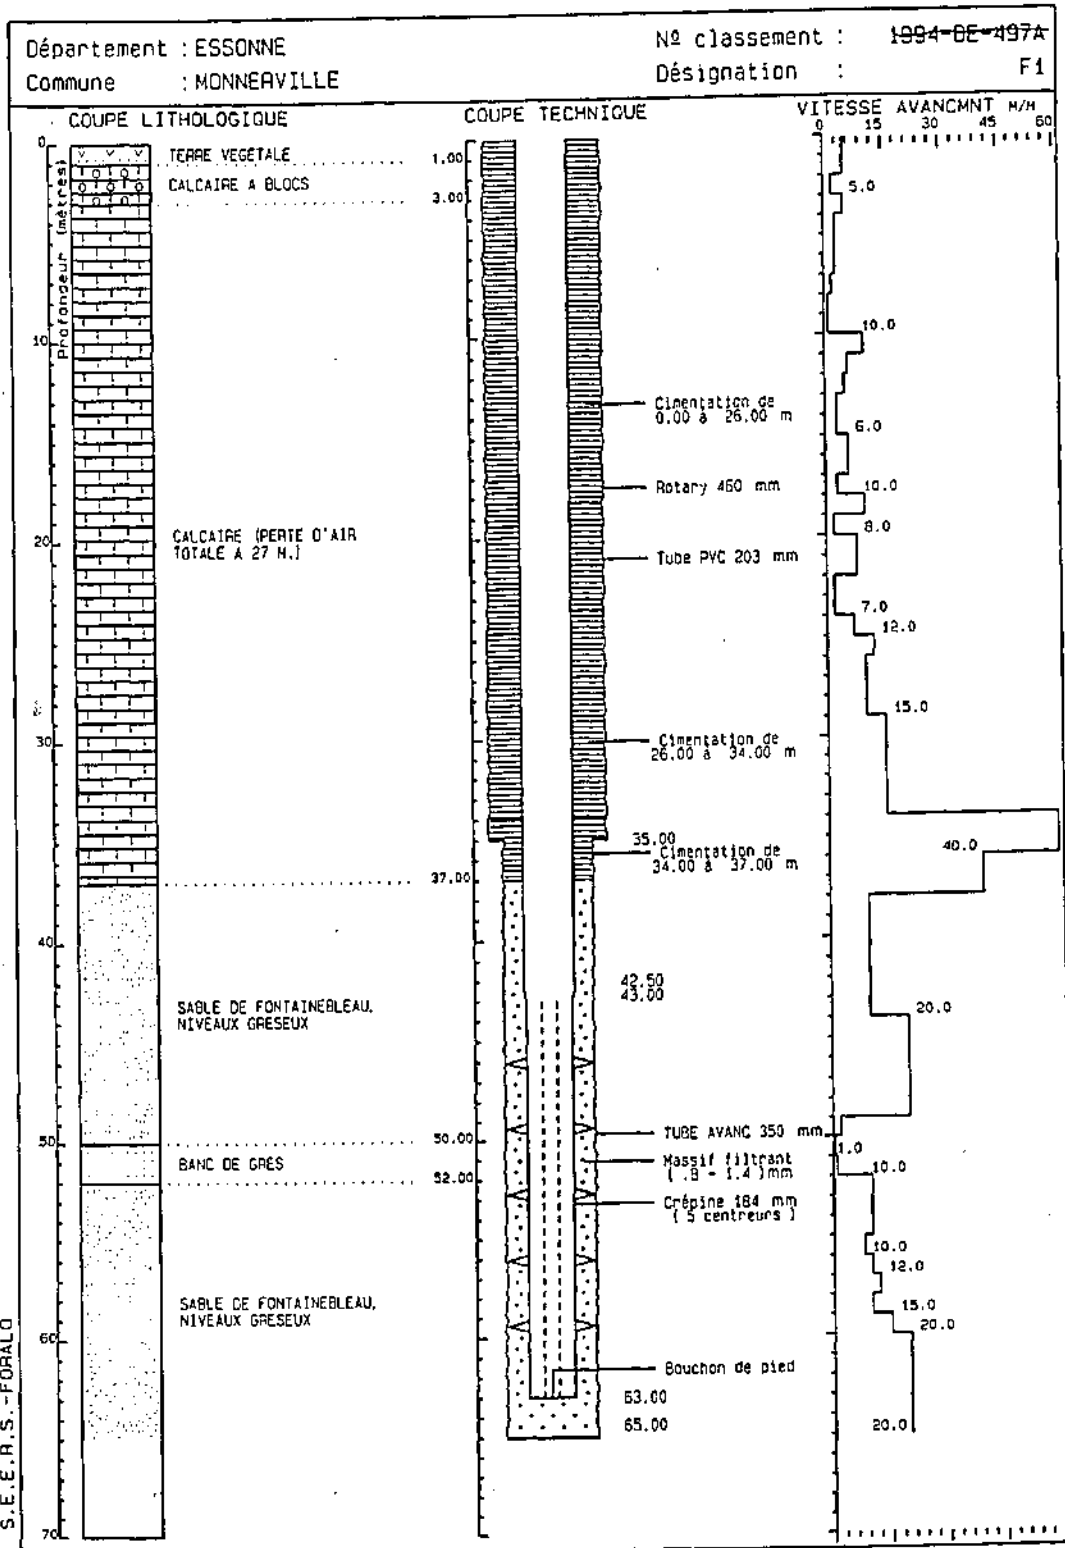 Département : ESSONNE
Nº classement : 1994-BE-497A
Commune : MONNERVILLE
Désignation : F1
COUPE LITHOLOGIQUE
COUPE TECHNIQUE
VITESSE AVANCMNT M/H
0 15 30 45 60
Profondeur (mètres)
0
10
20
30
40
50
60
70
TERRE VEGETALE
1.00
CALCAIRE A BLOCS
3.00
CALCAIRE (PERTE D'AIR
TOTALE A 27 M.)
37.00
SABLE DE FONTAINEBLEAU,
NIVEAUX GRESEUX
50.00
BANC DE GRES
52.00
SABLE DE FONTAINEBLEAU,
NIVEAUX GRESEUX
Cimentation de
0.00 à 26.00 m
Rotary 460 mm
Tube PVC 203 mm
Cimentation de
26.00 à 34.00 m
35.00
Cimentation de
34.00 à 37.00 m
42.50
43.00
TUBE AVANC 350 mm
Massif filtrant
( .8 - 1.4 )mm
Crépine 184 mm
( 5 centreurs )
Bouchon de pied
63.00
65.00
5.0
10.0
6.0
10.0
8.0
7.0
12.0
15.0
40.0
20.0
1.0
10.0
10.0
12.0
15.0
20.0
20.0
S.E.E.R.S.-FORALO